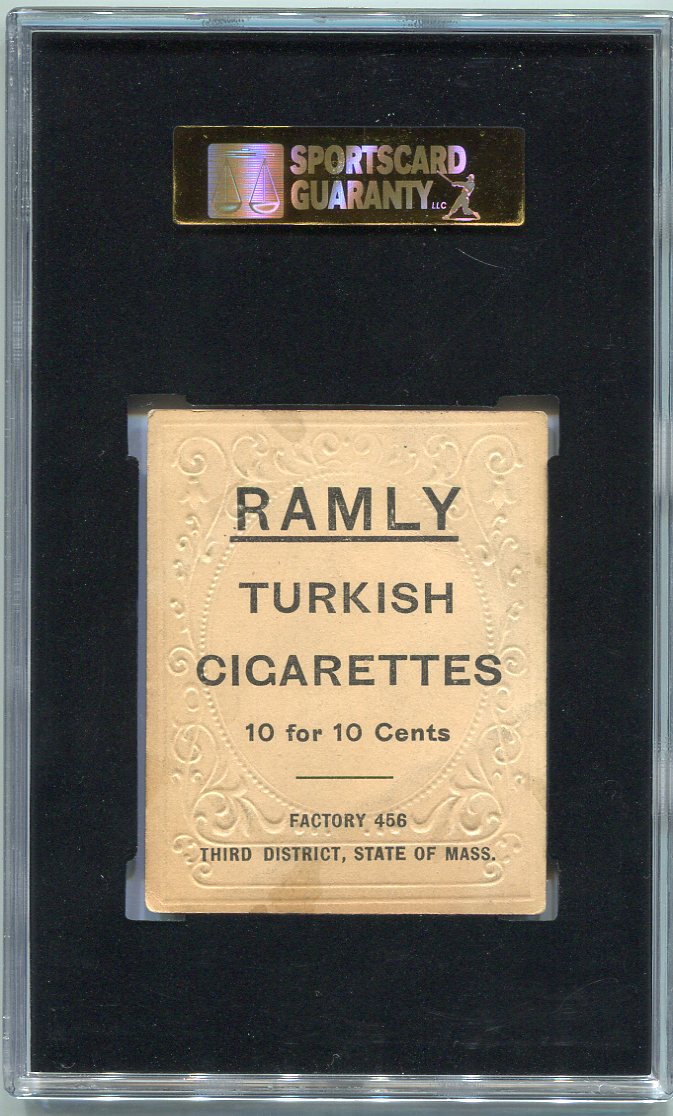 SPORTSCARD
GUARANTY LLC
RAMLY
TURKISH
CIGARETTES
10 for 10 Cents
FACTORY 456
THIRD DISTRICT, STATE OF MASS.